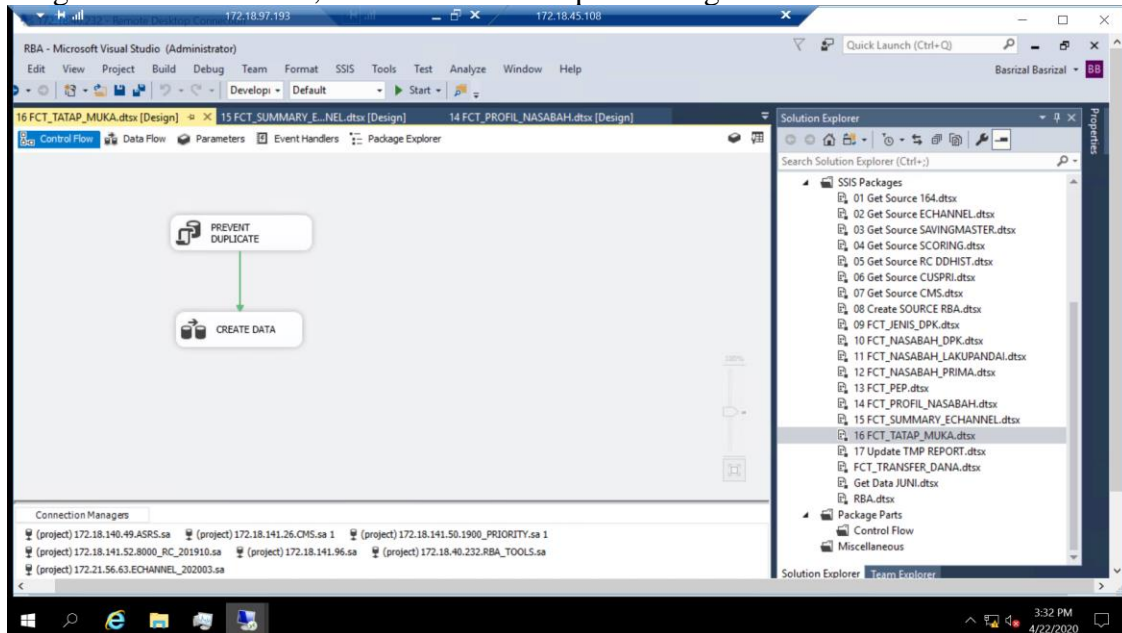 172.18.97.193
172.18.45.108
232 - Remote Desktop Connection
RBA - Microsoft Visual Studio (Administrator)
Quick Launch (Ctrl+Q)
Edit View Project Build Debug Team Format SSIS Tools Test Analyze Window Help
Basrizal Basrizal BB
Developi Default Start
16 FCT_TATAP_MUKA.dtsx [Design] 15 FCT_SUMMARY_E...NEL.dtsx [Design] 14 FCT_PROFIL_NASABAH.dtsx [Design]
Control Flow Data Flow Parameters Event Handlers Package Explorer
PREVENT
DUPLICATE
CREATE DATA
100%
Connection Managers
(project) 172.18.140.49.ASRS.sa (project) 172.18.141.26.CMS.sa 1 (project) 172.18.141.50.1900_PRIORITY.sa 1
(project) 172.18.141.52.8000_RC_201910.sa (project) 172.18.141.96.sa (project) 172.18.40.232.RBA_TOOLS.sa
(project) 172.21.56.63.ECHANNEL_202003.sa
Solution Explorer
Search Solution Explorer (Ctrl+;)
SSIS Packages
01 Get Source 164.dtsx
02 Get Source ECHANNEL.dtsx
03 Get Source SAVINGMASTER.dtsx
04 Get Source SCORING.dtsx
05 Get Source RC DDHIST.dtsx
06 Get Source CUSPRI.dtsx
07 Get Source CMS.dtsx
08 Create SOURCE RBA.dtsx
09 FCT_JENIS_DPK.dtsx
10 FCT_NASABAH_DPK.dtsx
11 FCT_NASABAH_LAKUPANDAI.dtsx
12 FCT_NASABAH_PRIMA.dtsx
13 FCT_PEP.dtsx
14 FCT_PROFIL_NASABAH.dtsx
15 FCT_SUMMARY_ECHANNEL.dtsx
16 FCT_TATAP_MUKA.dtsx
17 Update TMP REPORT.dtsx
FCT_TRANSFER_DANA.dtsx
Get Data JUNI.dtsx
RBA.dtsx
Package Parts
Control Flow
Miscellaneous
Solution Explorer Team Explorer
Properties
3:32 PM
4/22/2020